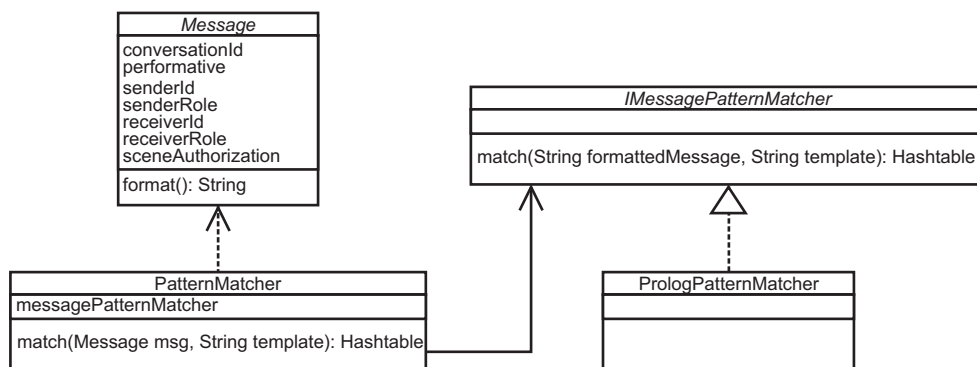 Message
conversationId
performative
senderId
senderRole
receiverId
receiverRole
sceneAuthorization
format(): String
IMessagePatternMatcher
match(String formattedMessage, String template): Hashtable
PatternMatcher
messagePatternMatcher
match(Message msg, String template): Hashtable
PrologPatternMatcher